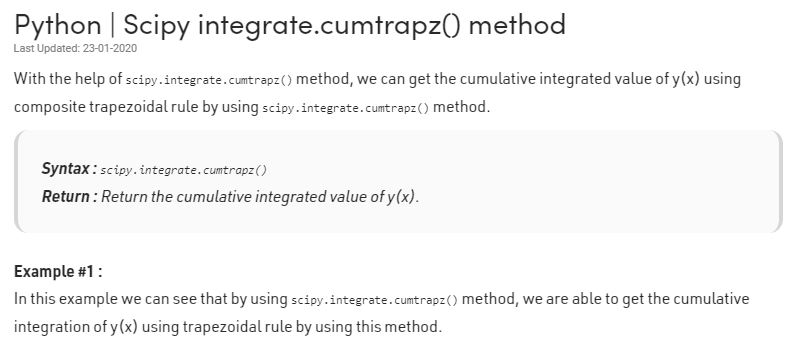 Python | Scipy integrate.cumtrapz() method
Last Updated: 23-01-2020
With the help of scipy.integrate.cumtrapz() method, we can get the cumulative integrated value of y(x) using
composite trapezoidal rule by using scipy.integrate.cumtrapz() method.
Syntax : scipy.integrate.cumtrapz()
Return : Return the cumulative integrated value of y(x).
Example #1 :
In this example we can see that by using scipy.integrate.cumtrapz() method, we are able to get the cumulative
integration of y(x) using trapezoidal rule by using this method.